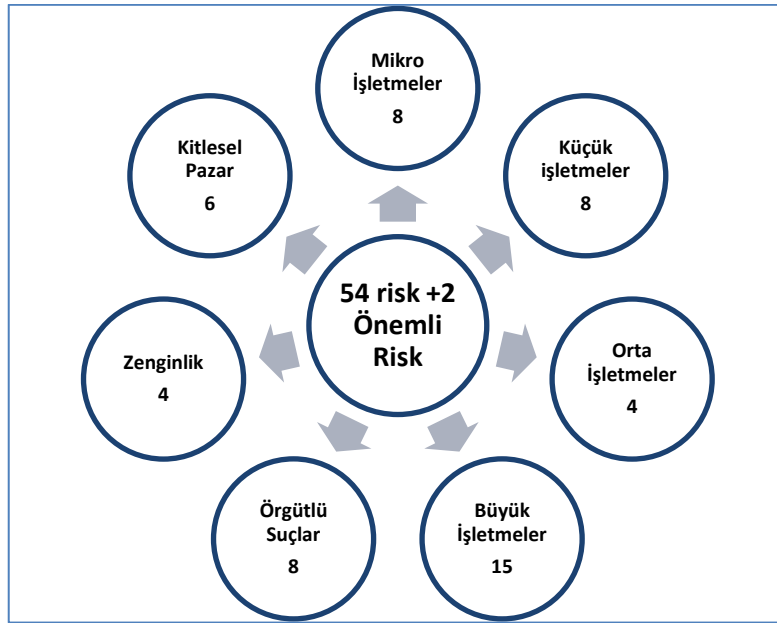 Mikro
İşletmeler
8
Küçük
işletmeler
8
Orta
İşletmeler
4
Büyük
İşletmeler
15
Örgütlü
Suçlar
8
Zenginlik
4
Kitlesel
Pazar
6
54 risk +2
Önemli
Risk